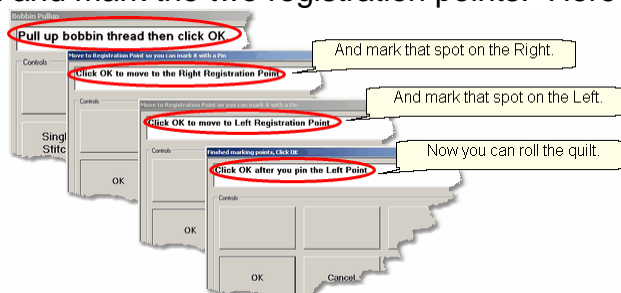 and mark the two registration points. Here
Bobbin Pullup
Pull up bobbin thread then click OK
Controls
Singl
Stitc
Move to Registration Point so you can mark it with a Pin
Click OK to move to the Right Registration Point
And mark that spot on the Right.
Controls
OK
Move to Registration Point so you can mark it with a Pin
Click OK to move to Left Registration Point
And mark that spot on the Left.
Controls
OK
Finshed marking points, Click OK
Click OK after you pin the Left Point
Now you can roll the quilt.
Controls
OK
Cancel